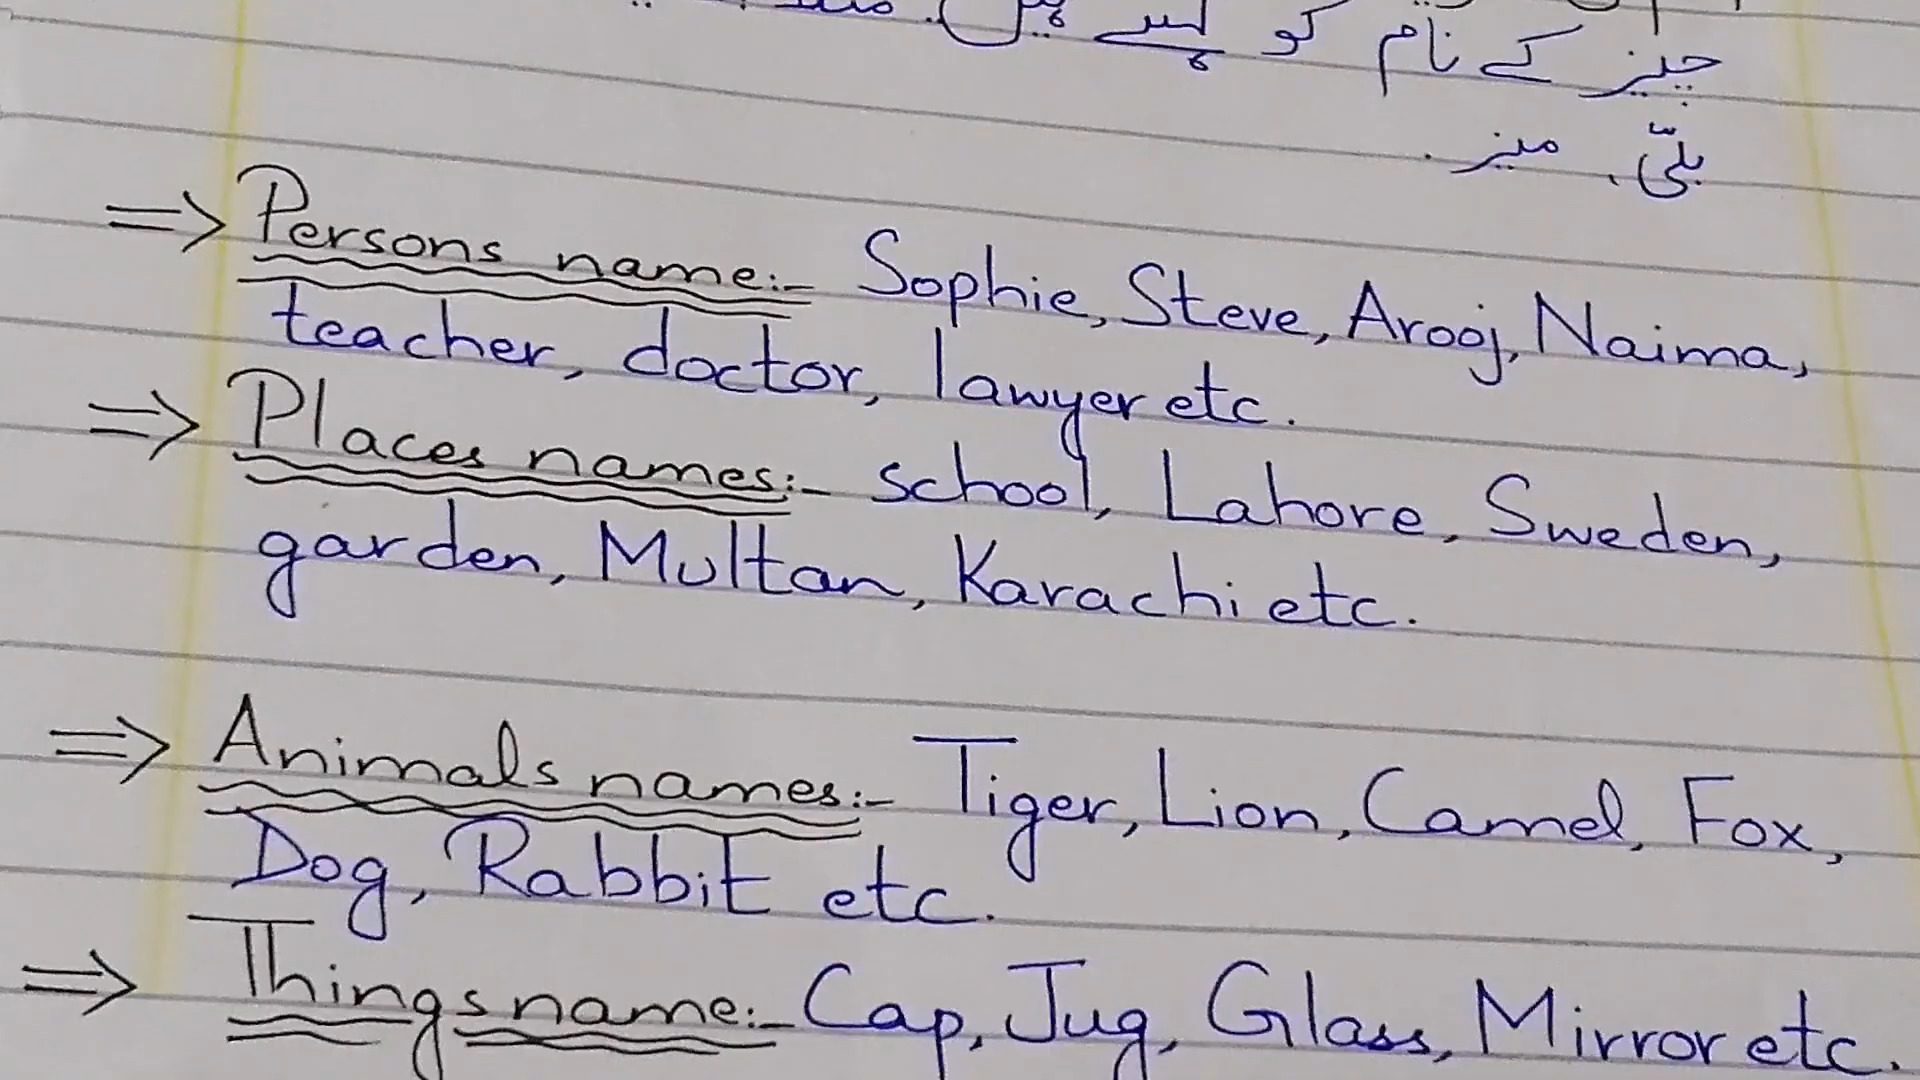 چیز کے نام کو کہتے ہیں.
بلّی، میز.
=> Persons name:- Sophie, Steve, Arooj, Naima,
teacher, doctor, lawyer etc.
=> Places names:- school, Lahore, Sweden,
garden, Multan, Karachi etc.
=> Animals names:- Tiger, Lion, Camel, Fox,
Dog, Rabbit etc.
=> Things name:- Cap, Jug, Glass, Mirror etc.